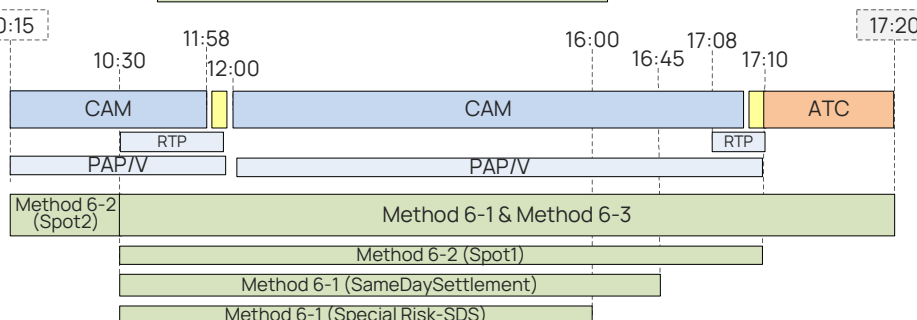 0:15
17:20
11:58
16:00
17:08
10:30
16:45
17:10
12:00
CAM
CAM
ATC
RTP
RTP
PAP/V
PAP/V
Method 6-2
(Spot2)
Method 6-1 & Method 6-3
Method 6-2 (Spot1)
Method 6-1 (SameDaySettlement)
Method 6-1 (Special Risk-SDS)